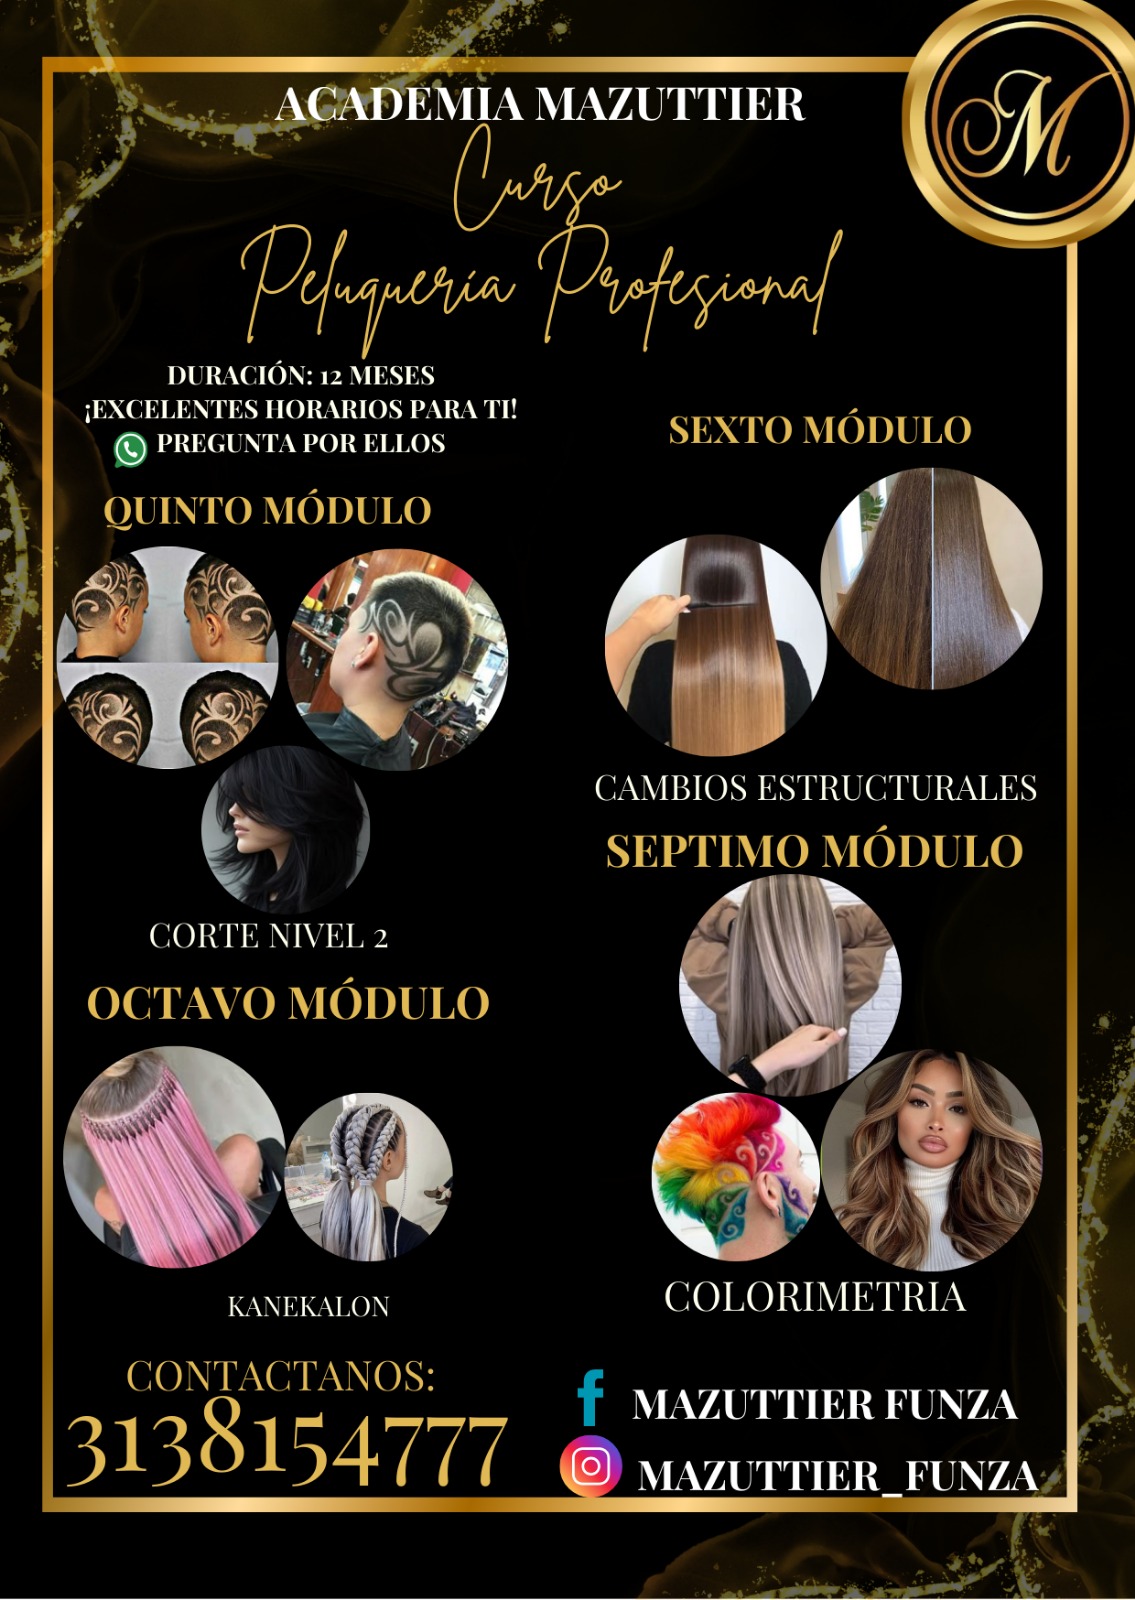 ACADEMIA MAZUTTIER
M
Curso
Peluquería Profesional
DURACIÓN: 12 MESES
¡EXCELENTES HORARIOS PARA TI!
PREGUNTA POR ELLOS
QUINTO MÓDULO
CORTE NIVEL 2
SEXTO MÓDULO
CAMBIOS ESTRUCTURALES
SEPTIMO MÓDULO
COLORIMETRIA
OCTAVO MÓDULO
KANEKALON
CONTACTANOS:
3138154777
MAZUTTIER FUNZA
MAZUTTIER_FUNZA